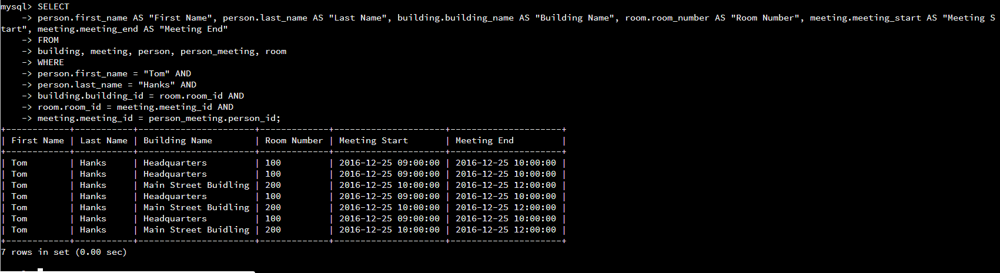 mysql> SELECT
    -> person.first_name AS "First Name", person.last_name AS "Last Name", building.building_name AS "Building Name", room.room_number AS "Room Number", meeting.meeting_start AS "Meeting S
tart", meeting.meeting_end AS "Meeting End"
    -> FROM
    -> building, meeting, person, person_meeting, room
    -> WHERE
    -> person.first_name = "Tom" AND
    -> person.last_name = "Hanks" AND
    -> building.building_id = room.room_id AND
    -> room.room_id = meeting.meeting_id AND
    -> meeting.meeting_id = person_meeting.person_id;
+------------+-----------+----------------------+-------------+---------------------+---------------------+
| First Name | Last Name | Building Name        | Room Number | Meeting Start       | Meeting End         |
+------------+-----------+----------------------+-------------+---------------------+---------------------+
| Tom        | Hanks     | Headquarters         | 100         | 2016-12-25 09:00:00 | 2016-12-25 10:00:00 |
| Tom        | Hanks     | Headquarters         | 100         | 2016-12-25 09:00:00 | 2016-12-25 10:00:00 |
| Tom        | Hanks     | Main Street Buidling | 200         | 2016-12-25 10:00:00 | 2016-12-25 12:00:00 |
| Tom        | Hanks     | Headquarters         | 100         | 2016-12-25 09:00:00 | 2016-12-25 10:00:00 |
| Tom        | Hanks     | Main Street Buidling | 200         | 2016-12-25 10:00:00 | 2016-12-25 12:00:00 |
| Tom        | Hanks     | Headquarters         | 100         | 2016-12-25 09:00:00 | 2016-12-25 10:00:00 |
| Tom        | Hanks     | Main Street Buidling | 200         | 2016-12-25 10:00:00 | 2016-12-25 12:00:00 |
+------------+-----------+----------------------+-------------+---------------------+---------------------+
7 rows in set (0.00 sec)